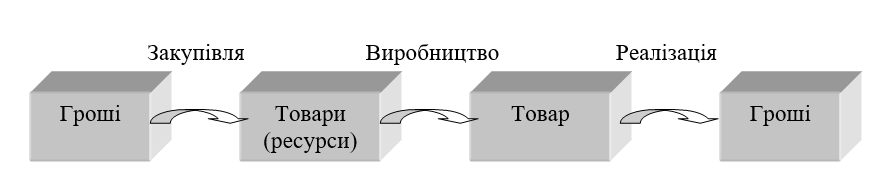 Закупівля Виробництво Реалізація
Гроші Товари Товар Гроші
(ресурси)